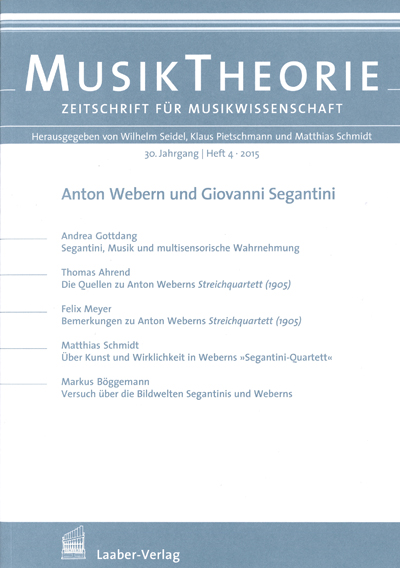 MUSIKTHEORIE
ZEITSCHRIFT FÜR MUSIKWISSENSCHAFT
Herausgegeben von Wilhelm Seidel, Klaus Pietschmann und Matthias Schmidt
30. Jahrgang | Heft 4 · 2015
Anton Webern und Giovanni Segantini
Andrea Gottdang
Segantini, Musik und multisensorische Wahrnehmung
Thomas Ahrend
Die Quellen zu Anton Weberns Streichquartett (1905)
Felix Meyer
Bemerkungen zu Anton Weberns Streichquartett (1905)
Matthias Schmidt
Über Kunst und Wirklichkeit in Weberns »Segantini-Quartett«
Markus Böggemann
Versuch über die Bildwelten Segantinis und Weberns
Laaber-Verlag